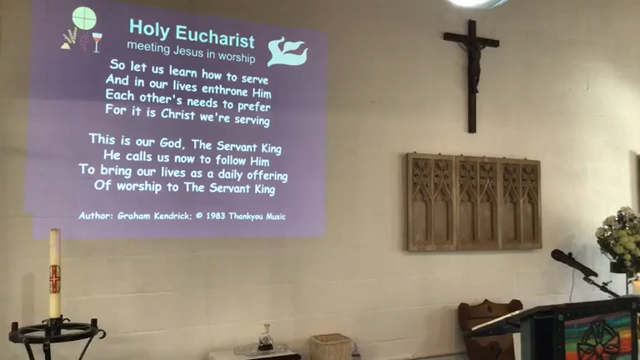 Holy Eucharist
meeting Jesus in worship
So let us learn how to serve
And in our lives enthrone Him
Each other's needs to prefer
For it is Christ we're serving
This is our God, The Servant King
He calls us now to follow Him
To bring our lives as a daily offering
Of worship to The Servant King
Author: Graham Kendrick; © 1983 Thankyou Music